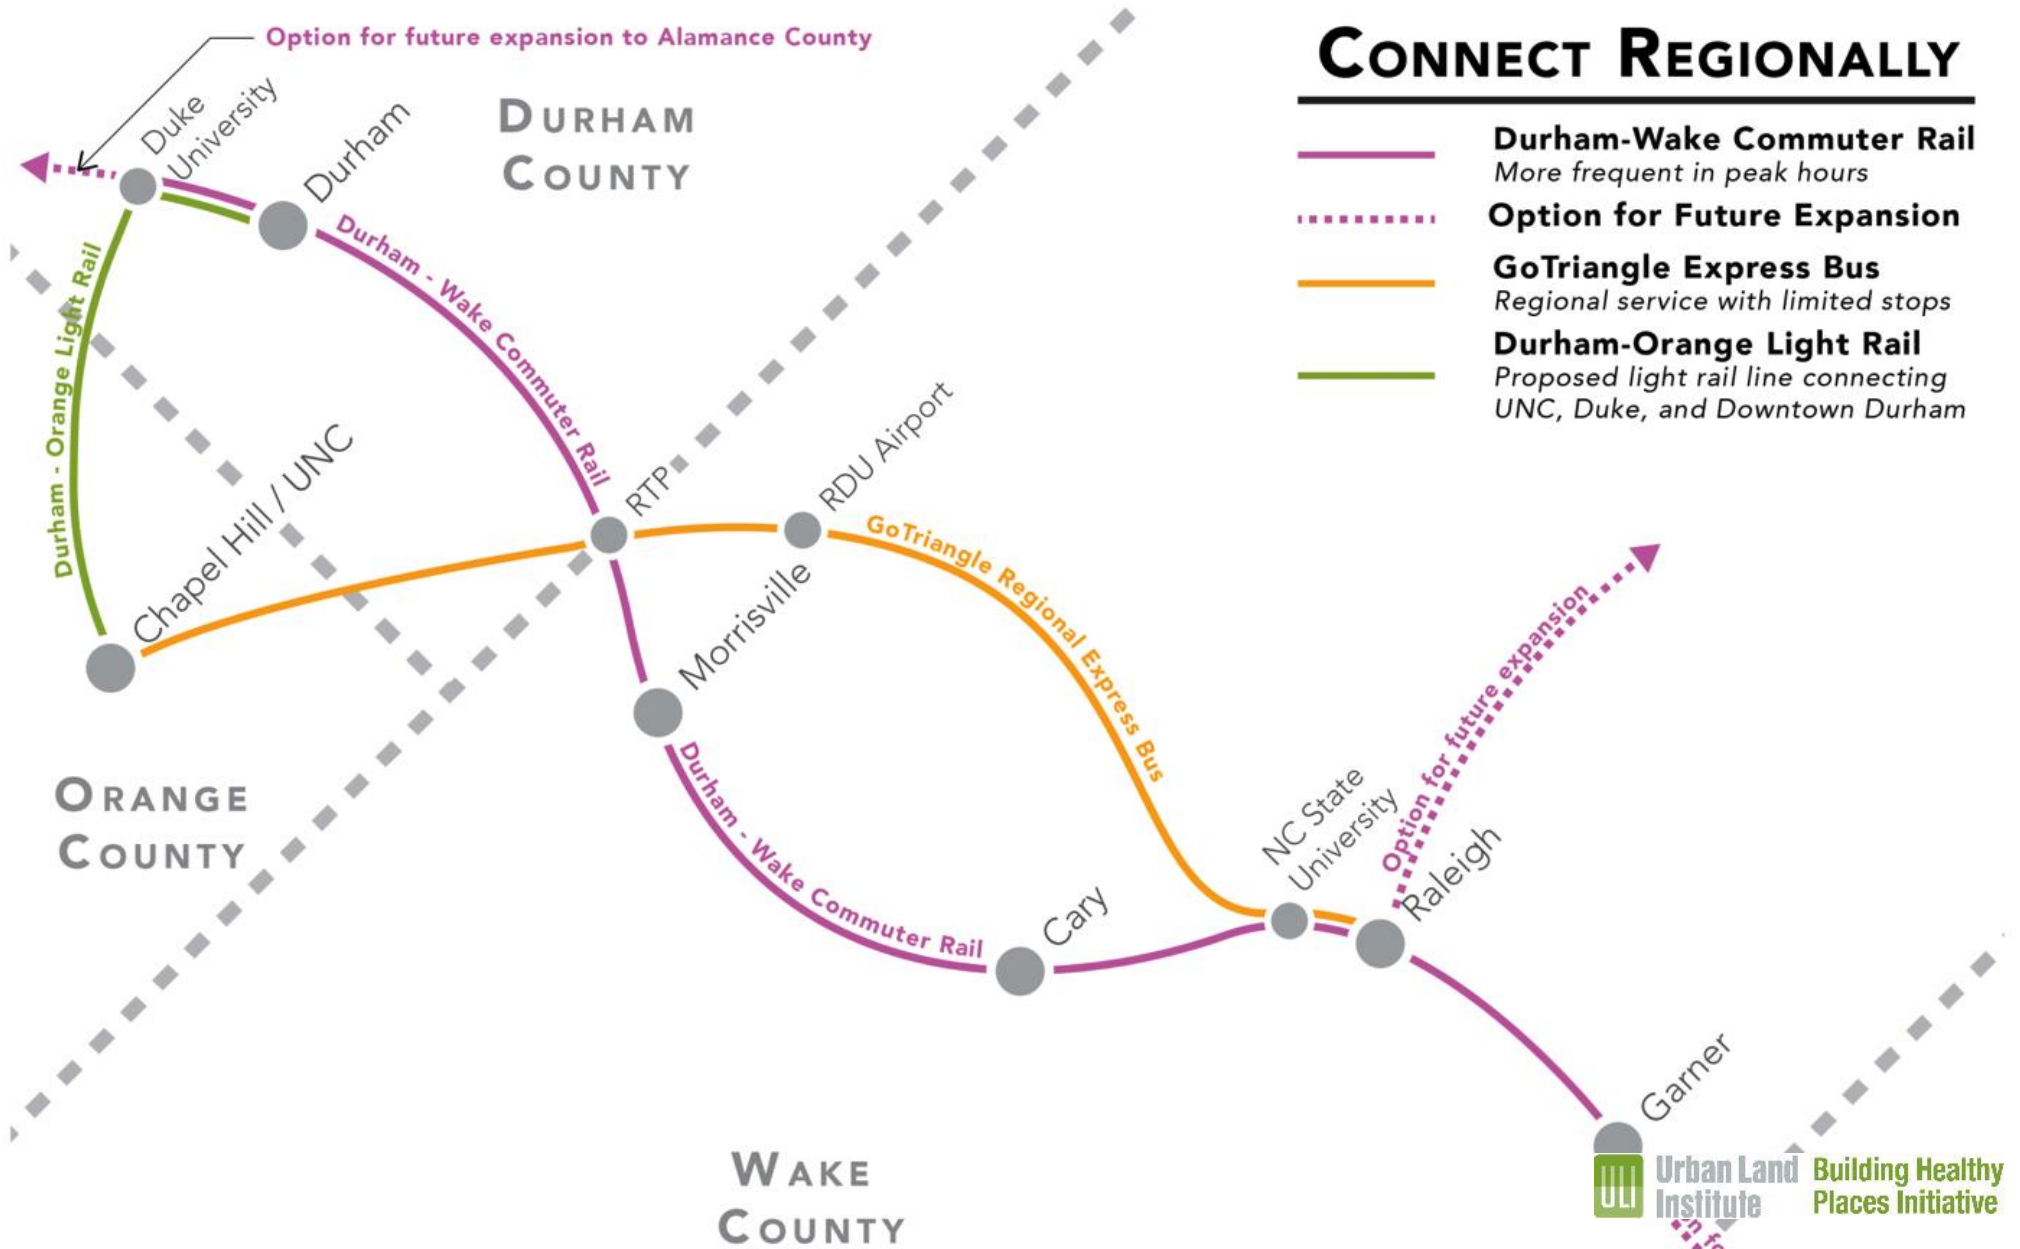 Option for future expansion to Alamance County
CONNECT REGIONALLY
Durham-Wake Commuter Rail
More frequent in peak hours
Option for Future Expansion
GoTriangle Express Bus
Regional service with limited stops
Durham-Orange Light Rail
Proposed light rail line connecting
UNC, Duke, and Downtown Durham
Duke
University
Durham
DURHAM
COUNTY
Durham - Wake Commuter Rail
Durham - Orange Light Rail
Chapel Hill / UNC
RTP
RDU Airport
GoTriangle Regional Express Bus
Morrisville
Durham - Wake Commuter Rail
Cary
NC State
University
Option for future expansion
Raleigh
ORANGE
COUNTY
Garner
WAKE
COUNTY
ULI
Urban Land
Institute
Building Healthy
Places Initiative